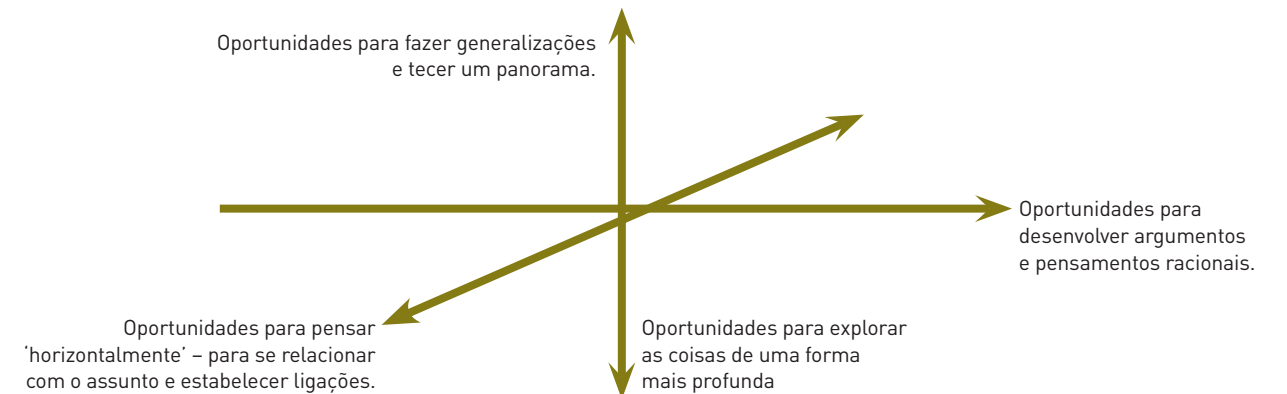 Oportunidades para fazer generalizações
e tecer um panorama.
Oportunidades para
desenvolver argumentos
e pensamentos racionais.
Oportunidades para pensar
‘horizontalmente’ – para se relacionar
com o assunto e estabelecer ligações.
Oportunidades para explorar
as coisas de uma forma
mais profunda